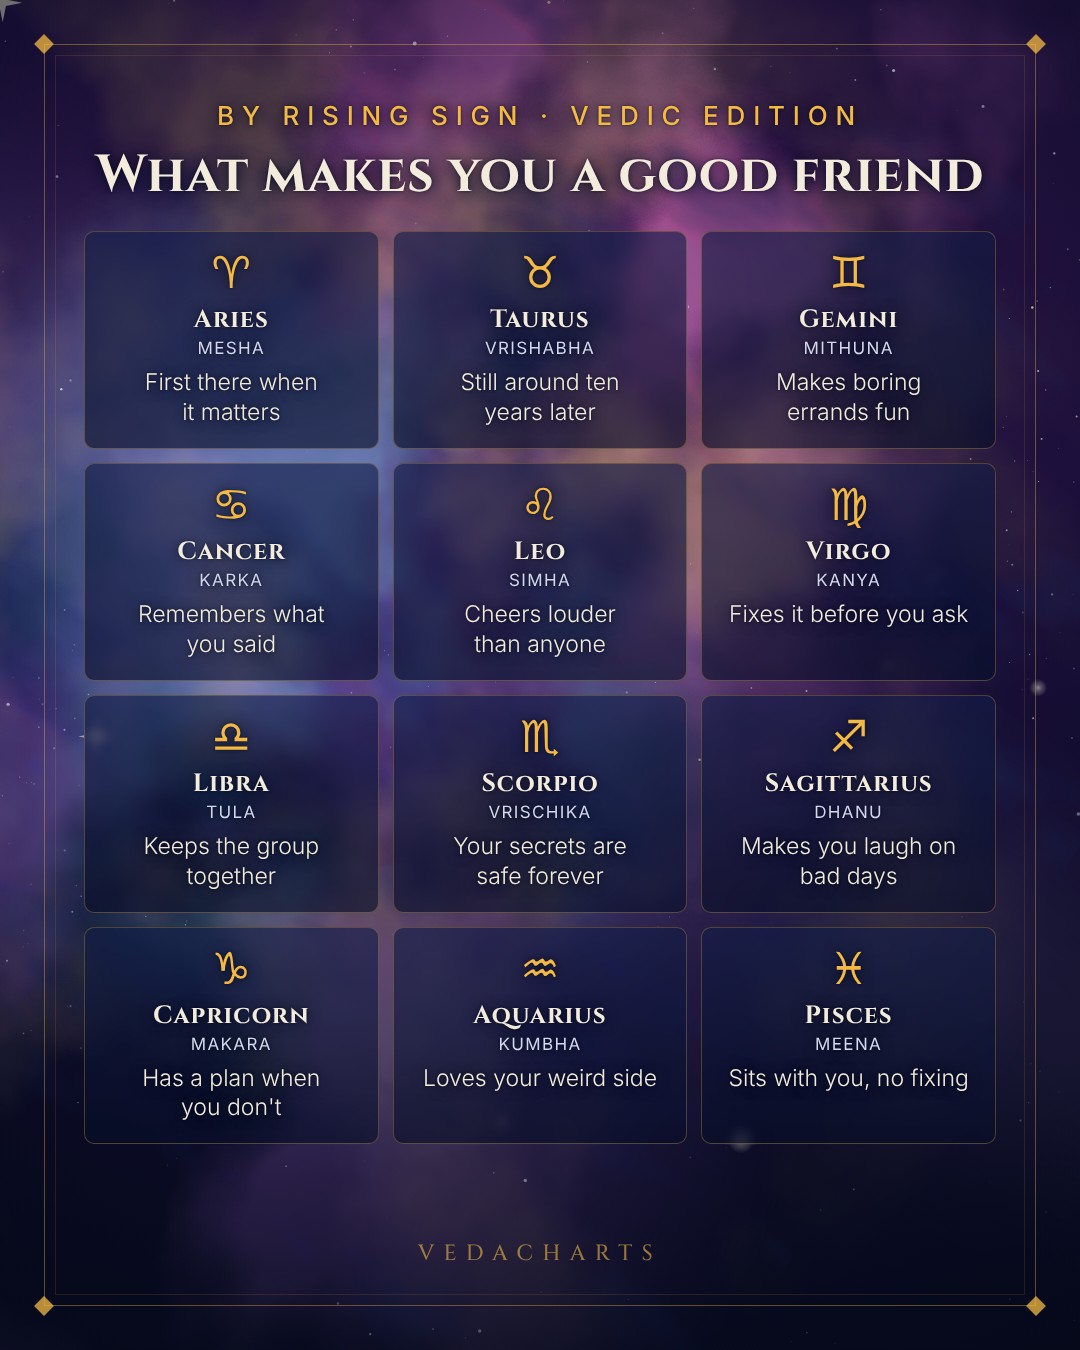 BY RISING SIGN · VEDIC EDITION
WHAT MAKES YOU A GOOD FRIEND
♈
ARIES
MESHA
First there when
it matters
♉
TAURUS
VRISHABHA
Still around ten
years later
♊
GEMINI
MITHUNA
Makes boring
errands fun
♋
CANCER
KARKA
Remembers what
you said
♌
LEO
SIMHA
Cheers louder
than anyone
♍
VIRGO
KANYA
Fixes it before you ask
♎
LIBRA
TULA
Keeps the group
together
♏
SCORPIO
VRISCHIKA
Your secrets are
safe forever
♐
SAGITTARIUS
DHANU
Makes you laugh on
bad days
♑
CAPRICORN
MAKARA
Has a plan when
you don't
♒
AQUARIUS
KUMBHA
Loves your weird side
♓
PISCES
MEENA
Sits with you, no fixing
VEDACHARTS